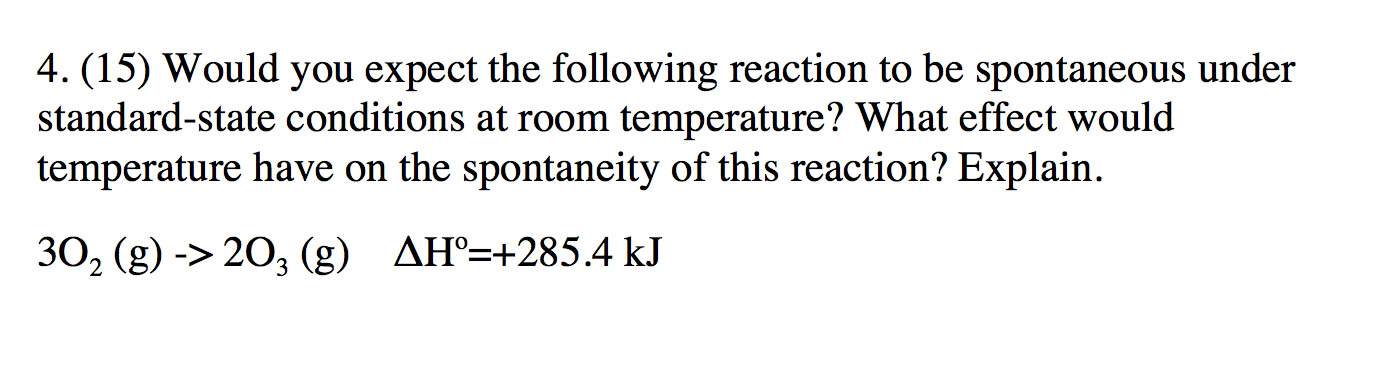 4. (15) Would you expect the following reaction to be spontaneous under
standard-state conditions at room temperature? What effect would
temperature have on the spontaneity of this reaction? Explain.
3O₂ (g) -> 2O₃ (g) ΔHº=+285.4 kJ